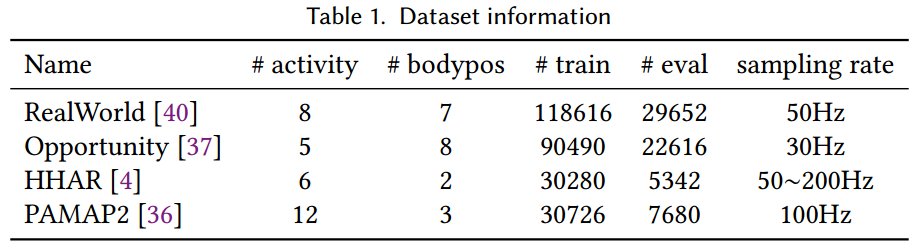 Table 1. Dataset information
Name # activity # bodypos # train # eval sampling rate
RealWorld [40] 8 7 118616 29652 50Hz
Opportunity [37] 5 8 90490 22616 30Hz
HHAR [4] 6 2 30280 5342 50~200Hz
PAMAP2 [36] 12 3 30726 7680 100Hz